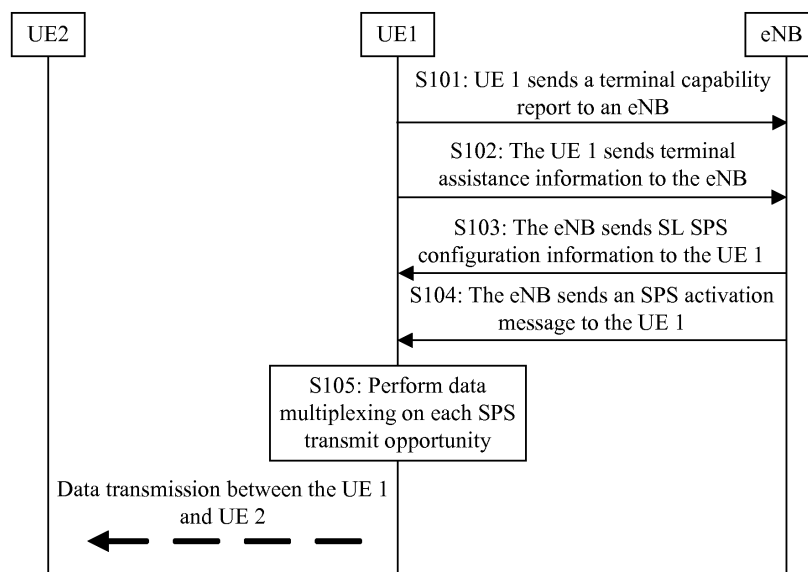 UE2
UE1
eNB
S101: UE 1 sends a terminal capability
report to an eNB
S102: The UE 1 sends terminal
assistance information to the eNB
S103: The eNB sends SL SPS
configuration information to the UE 1
S104: The eNB sends an SPS activation
message to the UE 1
S105: Perform data
multiplexing on each SPS
transmit opportunity
Data transmission between the UE 1
and UE 2